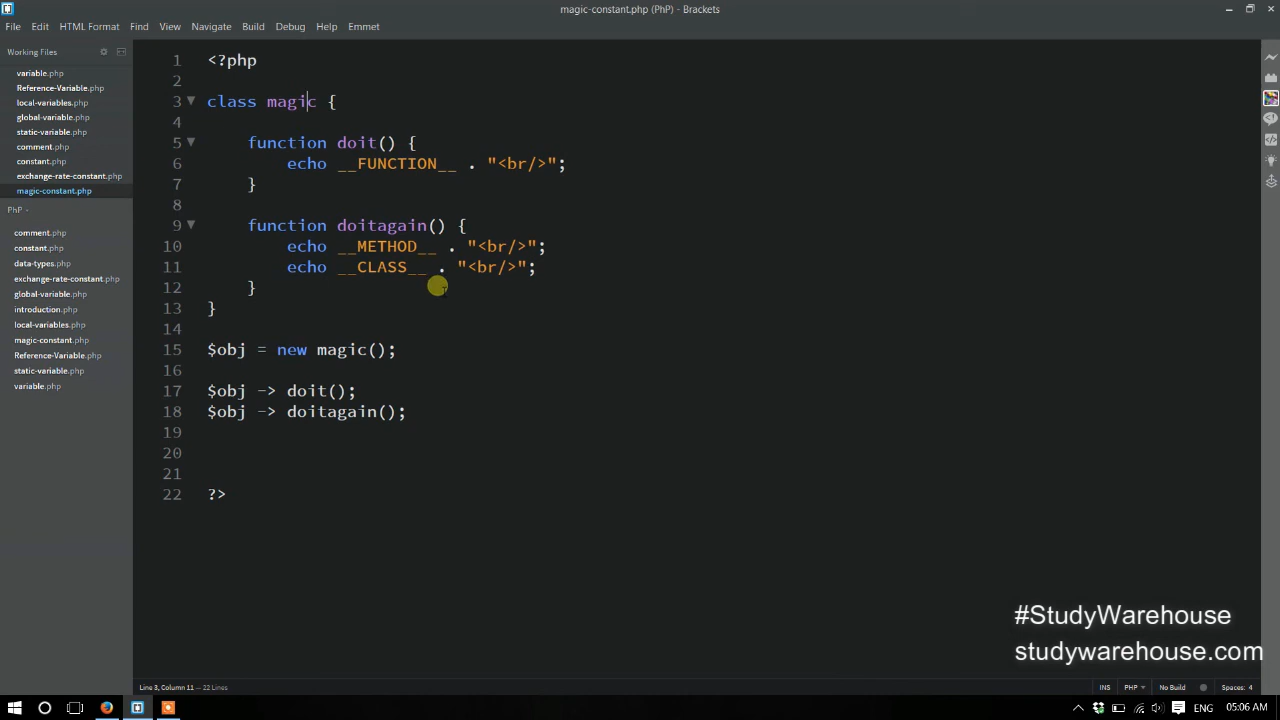 magic-constant.php (PhP) - Brackets
File Edit View HTML Format Find Navigate Build Debug Help Emmet
Working Files
variable.php
Reference-Variable.php
local-variables.php
global-variable.php
static-variable.php
comment.php
constant.php
exchange-rate-constant.php
magic-constant.php
PhP
comment.php
constant.php
data-types.php
exchange-rate-constant.php
global-variable.php
introduction.php
local-variables.php
magic-constant.php
Reference-Variable.php
static-variable.php
variable.php
1 <?php
2
3 class magic {
4
5 function doit() {
6 echo __FUNCTION__ . "<br/>";
7 }
8
9 function doitagain() {
10 echo __METHOD__ . "<br/>";
11 echo __CLASS__ . "<br/>";
12 }
13 }
14
15 $obj = new magic();
16
17 $obj -> doit();
18 $obj -> doitagain();
19
20
21
22 ?>
#StudyWarehouse
studywarehouse.com
Line 3, Column 11 — 22 Lines INS PHP No Build Spaces: 4
ENG 05:06 AM